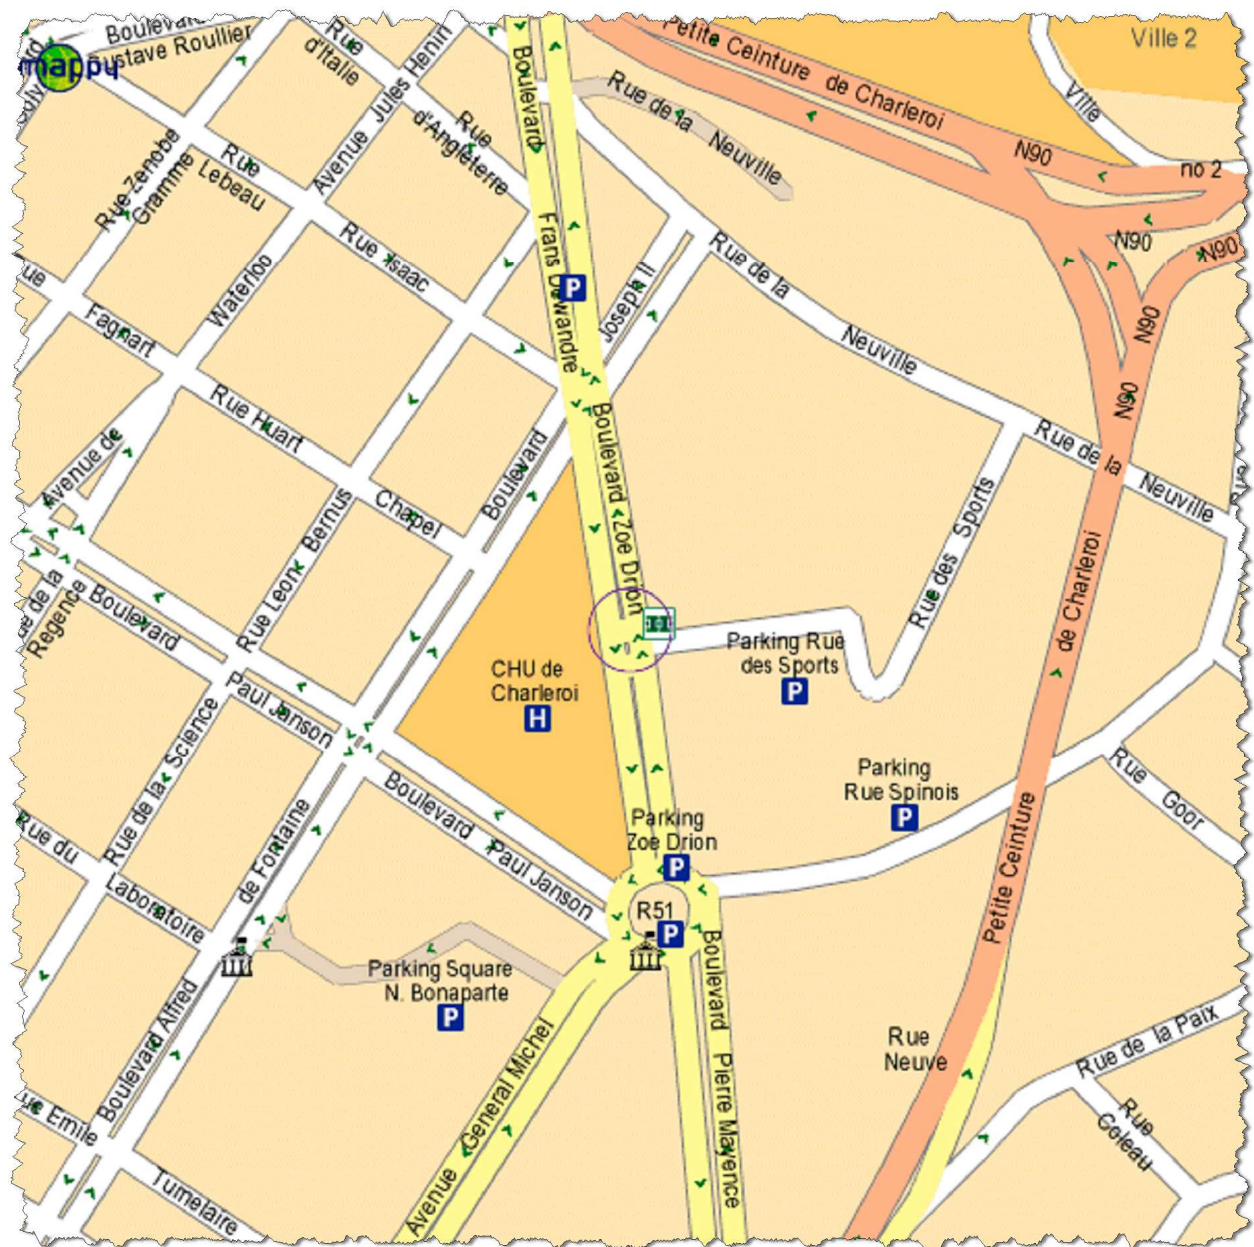 Boulevard
Gustave Roullier
mappy
Rue
d'Italie
Avenue Jules Henin
Rue
d'Angleterre
Boulevard
Frans Dewandre
Petite Ceinture de Charleroi
N90
Ville 2
Ville
no 2
N90
N90
N90
N90
Rue de la Neuville
Rue Zenobe
Gramme
Rue
Lebeau
Rue Isaac
Waterloo
Joseph II
P
Rue de la Neuville
Fagnart
Rue Huart
Chapel
Avenue de
Boulevard
Boulevard Zoe Drion
Rue de la Neuville
Rue des Sports
de Charleroi
Rue Leon Bernus
Regence
Boulevard
Paul Janson
CHU de
Charleroi
H
Parking Rue
des Sports
P
Parking
Rue Spinois
P
Rue Goor
Parking
Zoe Drion
P
Rue de la Science
Boulevard Paul Janson
de Fontaine
Rue du
Laboratoire
R51
P
Petite Ceinture
Parking Square
N. Bonaparte
P
Boulevard Pierre Mayence
Boulevard Alfred
Avenue General Michel
Rue
Neuve
Rue de la Paix
Rue
Coleau
Rue Emile
Tumelaire